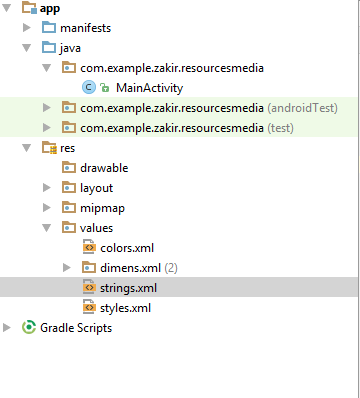 app
manifests
java
com.example.zakir.resourcesmedia
MainActivity
com.example.zakir.resourcesmedia (androidTest)
com.example.zakir.resourcesmedia (test)
res
drawable
layout
mipmap
values
colors.xml
dimens.xml (2)
strings.xml
styles.xml
Gradle Scripts